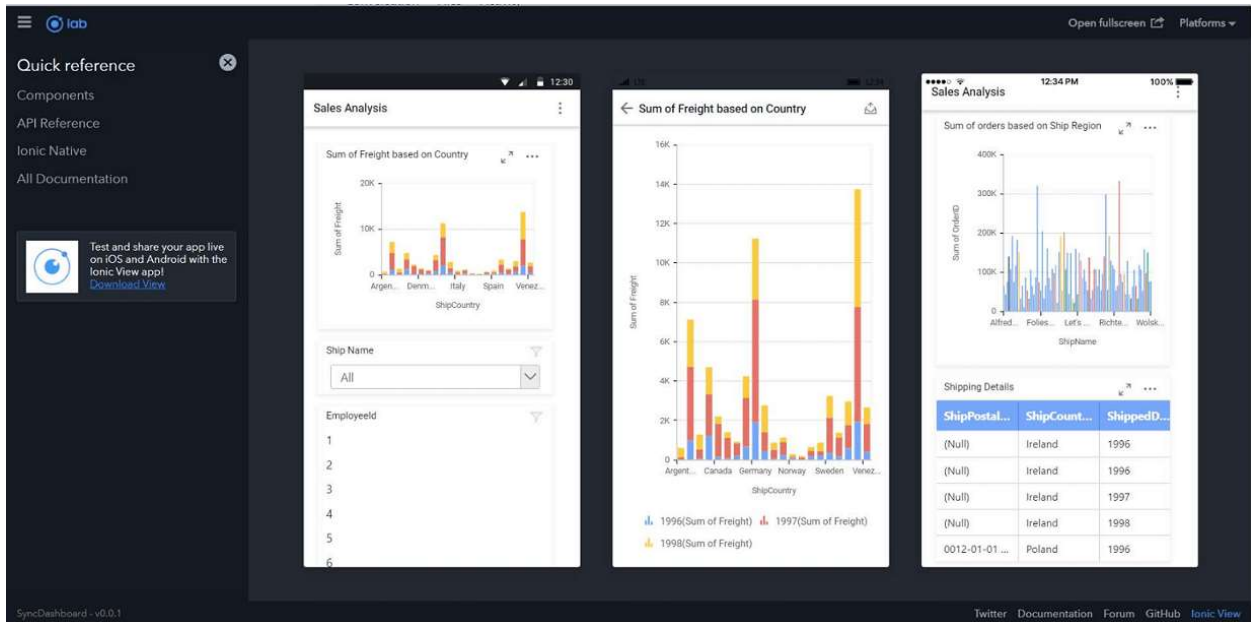 lab
Open fullscreen
Platforms
Quick reference
Components
API Reference
Ionic Native
All Documentation
Test and share your app live
on iOS and Android with the
Ionic View app!
Download View
12:30
Sales Analysis
Sum of Freight based on Country
20K
10K
0
Sum of Freight
Argen... Denm... Italy Spain Venez...
ShipCountry
Ship Name
All
EmployeeId
1
2
3
4
5
6
LTE
Sum of Freight based on Country
16K
14K
12K
10K
8K
6K
4K
2K
0
Sum of Freight
Argent... Canada Germany Norway Sweden Venez...
ShipCountry
1996(Sum of Freight) 1997(Sum of Freight)
1998(Sum of Freight)
12:34 PM 100%
Sales Analysis
Sum of orders based on Ship Region
400K
300K
200K
100K
0
Sum of OrderID
Alfred... Folies... Let's ... Richte... Wolsk...
ShipName
Shipping Details
ShipPostal... ShipCount... ShippedD...
(Null) Ireland 1996
(Null) Ireland 1996
(Null) Ireland 1997
(Null) Ireland 1998
0012-01-01 ... Poland 1996
SyncDashboard - v0.0.1
Twitter Documentation Forum GitHub Ionic View